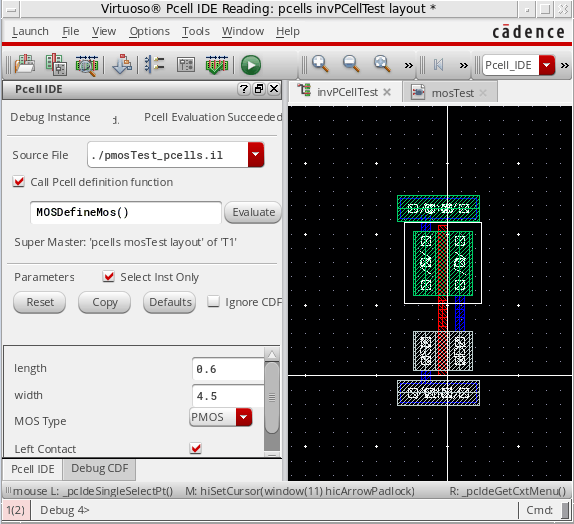 Virtuoso® Pcell IDE Reading: pcells invPCellTest layout *
Launch File View Options Pcell Tools Window Help cādence
Pcell_IDE
Pcell IDE
invPCellTest mosTest
Debug Instance Pcell Evaluation Succeeded
Source File ./pmosTest_pcells.il
Call Pcell definition function
MOSDefineMos() Evaluate
Super Master: 'pcells mosTest layout' of 'T1'
Parameters Select Inst Only
Reset Copy Defaults Ignore CDF
length 0.6
width 4.5
MOS Type PMOS
Left Contact
Pcell IDE Debug CDF
mouse L: _pcIdeSingleSelectPt() M: hiSetCursor(window(11) hicArrowPadlock) R: _pcIdeGetCxtMenu()
1(2) Debug 4> Cmd: